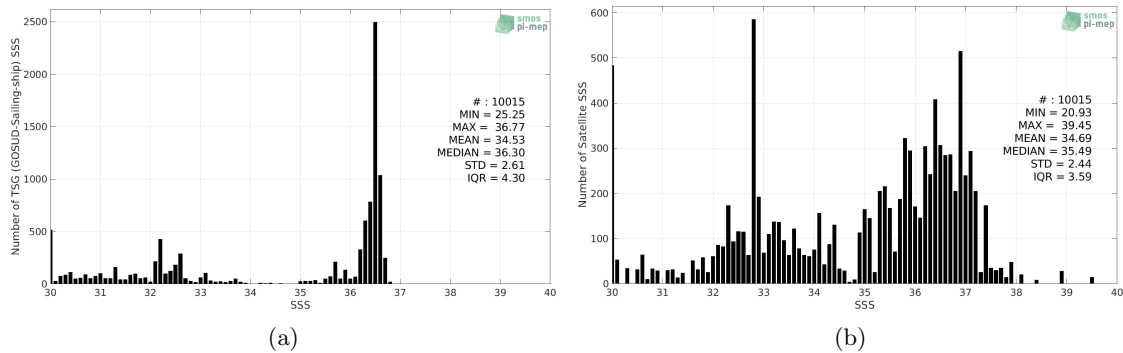 2500
2000
1500
1000
500
0
30 31 32 33 34 35 36 37 38 39 40
SSS
Number of TSG (GOSUD-Sailing-ship) SSS
smos
pi-mep
# : 10015
MIN = 25.25
MAX = 36.77
MEAN = 34.53
MEDIAN = 36.30
STD = 2.61
IQR = 4.30
(a)
600
500
400
300
200
100
0
30 31 32 33 34 35 36 37 38 39 40
SSS
Number of Satellite SSS
smos
pi-mep
# : 10015
MIN = 20.93
MAX = 39.45
MEAN = 34.69
MEDIAN = 35.49
STD = 2.44
IQR = 3.59
(b)